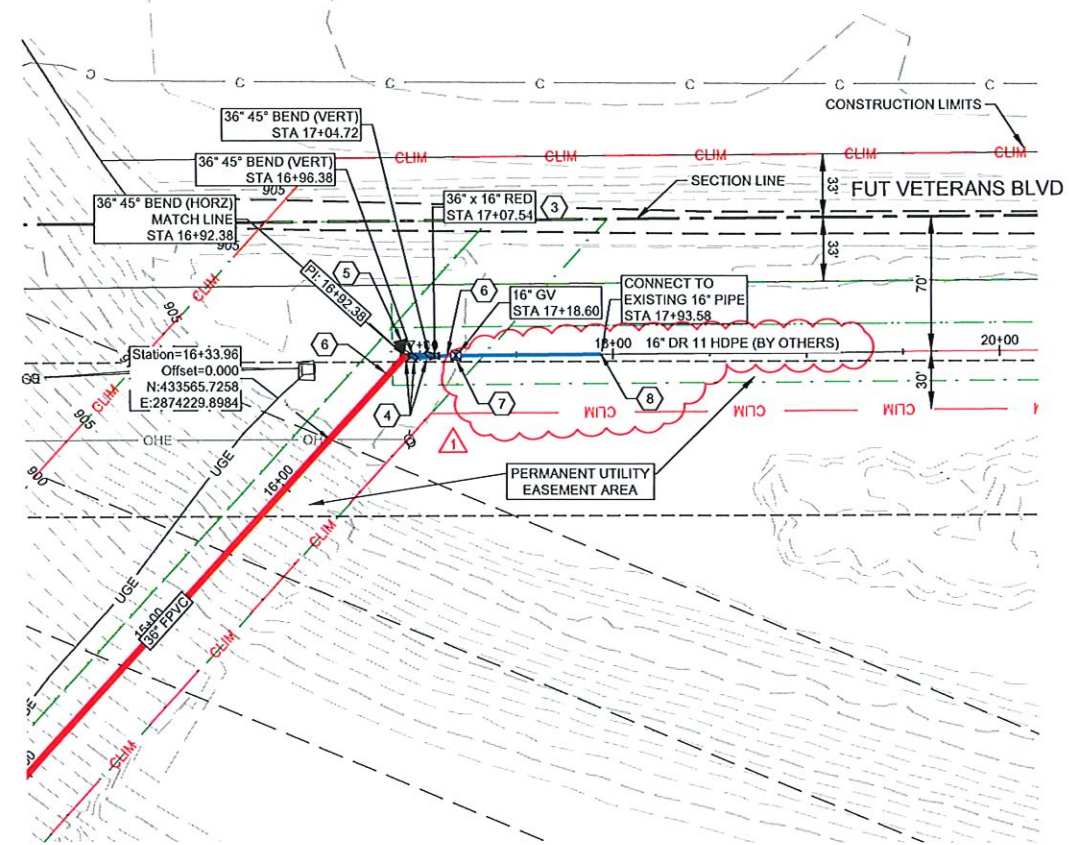 C
C
C
C
C
C
C
36" 45° BEND (VERT)
STA 17+04.72
CONSTRUCTION LIMITS
36" 45° BEND (VERT)
STA 16+96.38
CLIM
CLIM
CLIM
CLIM
CLIM
905
SECTION LINE
33'
FUT VETERANS BLVD
36" 45° BEND (HORZ)
MATCH LINE
STA 16+92.38
36" x 16" RED
STA 17+07.54
3
905
33'
70'
CLIM
PI: 16+92.38
5
6
16" GV
STA 17+18.60
CONNECT TO
EXISTING 16" PIPE
STA 17+93.58
905
6
18+00
16" DR 11 HDPE (BY OTHERS)
20+00
Station=16+33.96
Offset=0.000
N:433565.7258
E:2874229.8984
30'
CLIM
905
4
7
8
CLIM
CLIM
CLIM
OHE
1
900
UGE
16+00
PERMANENT UTILITY
EASEMENT AREA
CLIM
UGE
15+00
36" FPVC
CLIM
CLIM